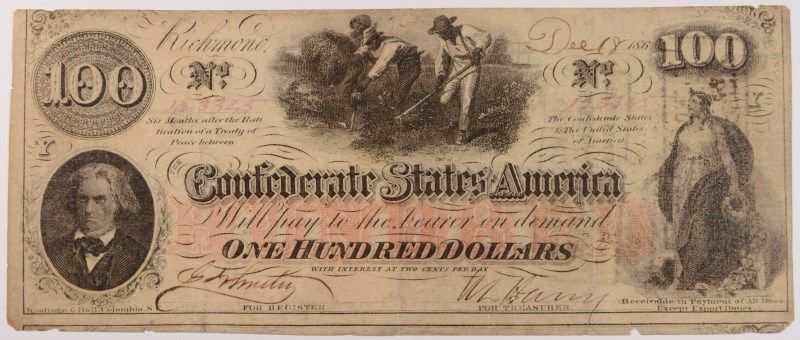 Richmond,
Dec 18 186
100
100
No.
No.
Six Months after the Rati
tication of a Treaty of
Peace between
The Confederate States
& The United States
of America
Y
Y
Confederate States America
Will pay to the bearer on demand
ONE HUNDRED DOLLARS
WITH INTEREST AT TWO CENTS PER DAY
FOR REGISTER.
FOR TREASURER.
Keatinge & Ball, Columbia, S
Receivable in Payment of All Dues
Except Export Duties.